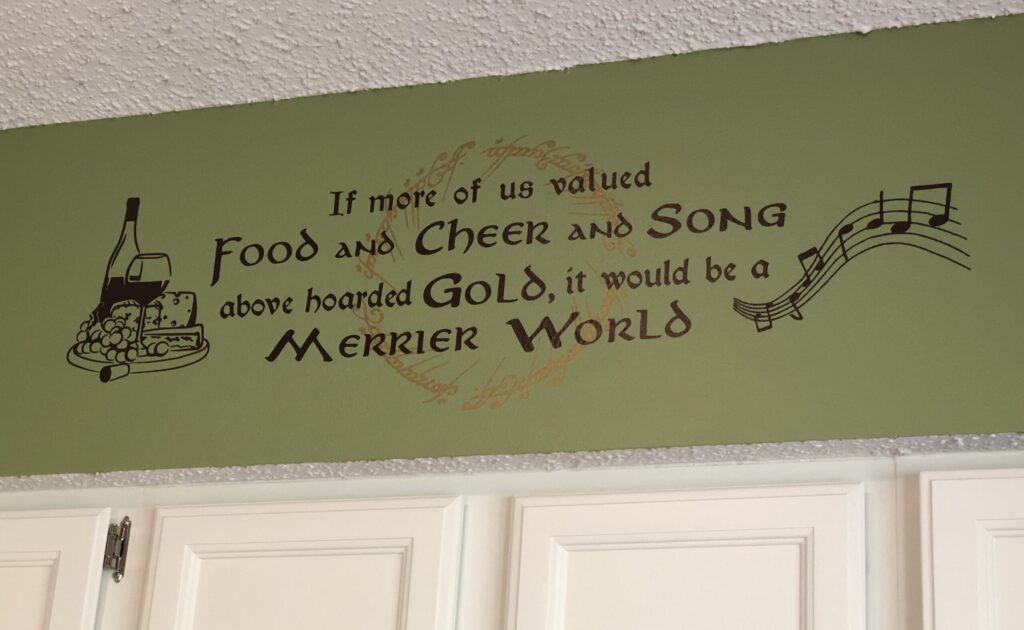 If more of us valued
Food and Cheer and Song
above hoarded Gold, it would be a
Merrier World